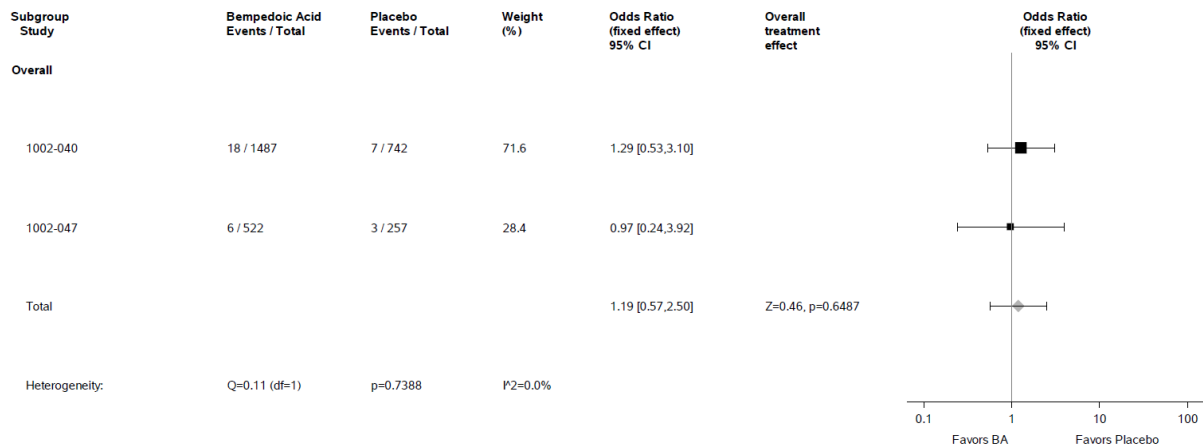 Subgroup Bempedoic Acid Placebo Weight Odds Ratio Overall Odds Ratio
Study Events / Total Events / Total (%) (fixed effect) treatment (fixed effect)
95% CI effect 95% CI
Overall
1002-040 18 / 1487 7 / 742 71.6 1.29 [0.53,3.10]
1002-047 6 / 522 3 / 257 28.4 0.97 [0.24,3.92]
Total 1.19 [0.57,2.50] Z=0.46, p=0.6487
Heterogeneity: Q=0.11 (df=1) p=0.7388 I^2=0.0%
0.1 1 10 100
Favors BA Favors Placebo